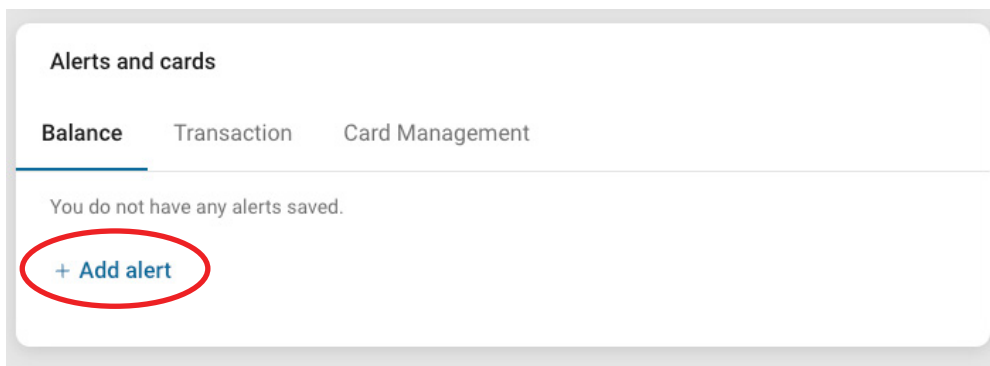 Alerts and cards
Balance Transaction Card Management
You do not have any alerts saved.
+ Add alert